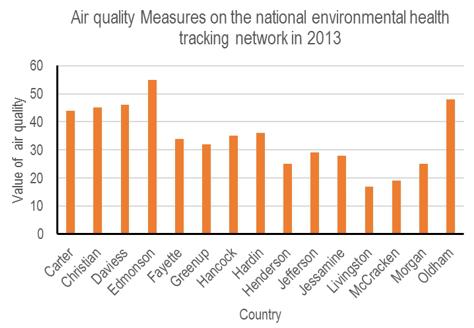 Air quality Measures on the national environmental health
tracking network in 2013
Value of air quality
60
50
40
30
20
10
0
Carter
Christian
Daviess
Edmonson
Fayette
Greenup
Hancock
Hardin
Henderson
Jefferson
Jessamine
Livingston
McCracken
Morgan
Oldham
Country